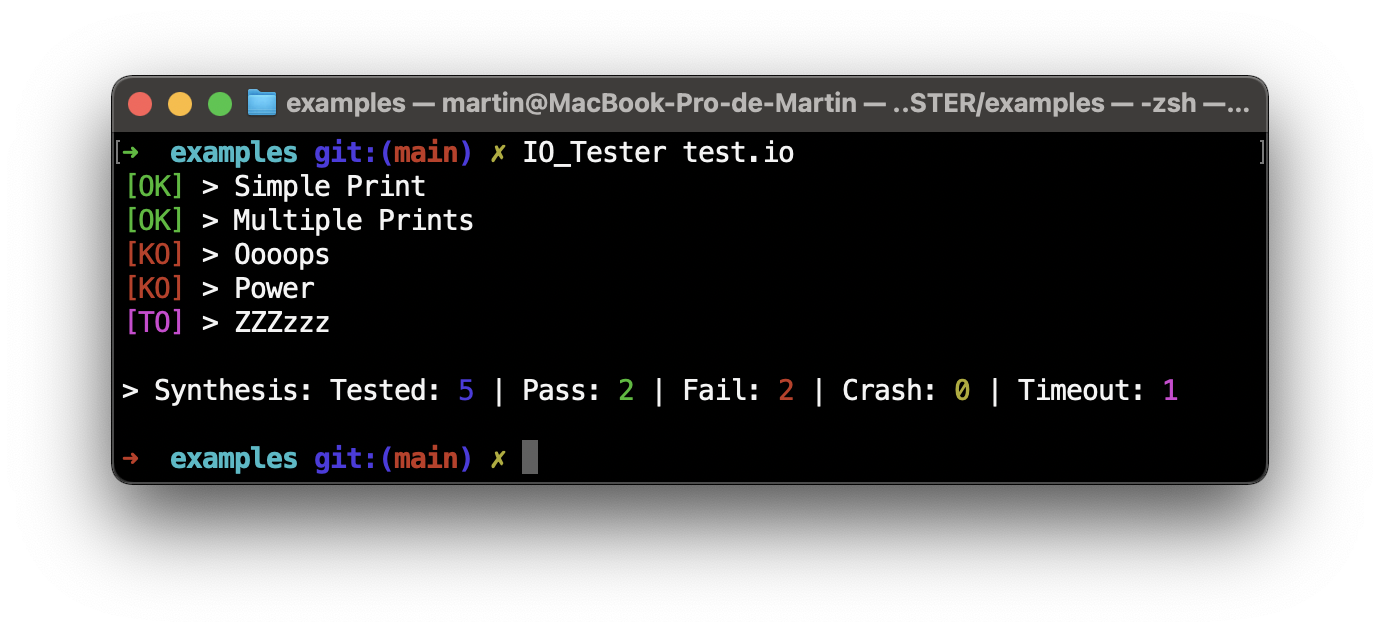 examples — martin@MacBook-Pro-de-Martin — ..STER/examples — -zsh —...
[➜  examples git:(main) ✗ IO_Tester test.io ]
[OK] > Simple Print
[OK] > Multiple Prints
[KO] > Oooops
[KO] > Power
[TO] > ZZZzzz
> Synthesis: Tested: 5 | Pass: 2 | Fail: 2 | Crash: 0 | Timeout: 1
➜  examples git:(main) ✗